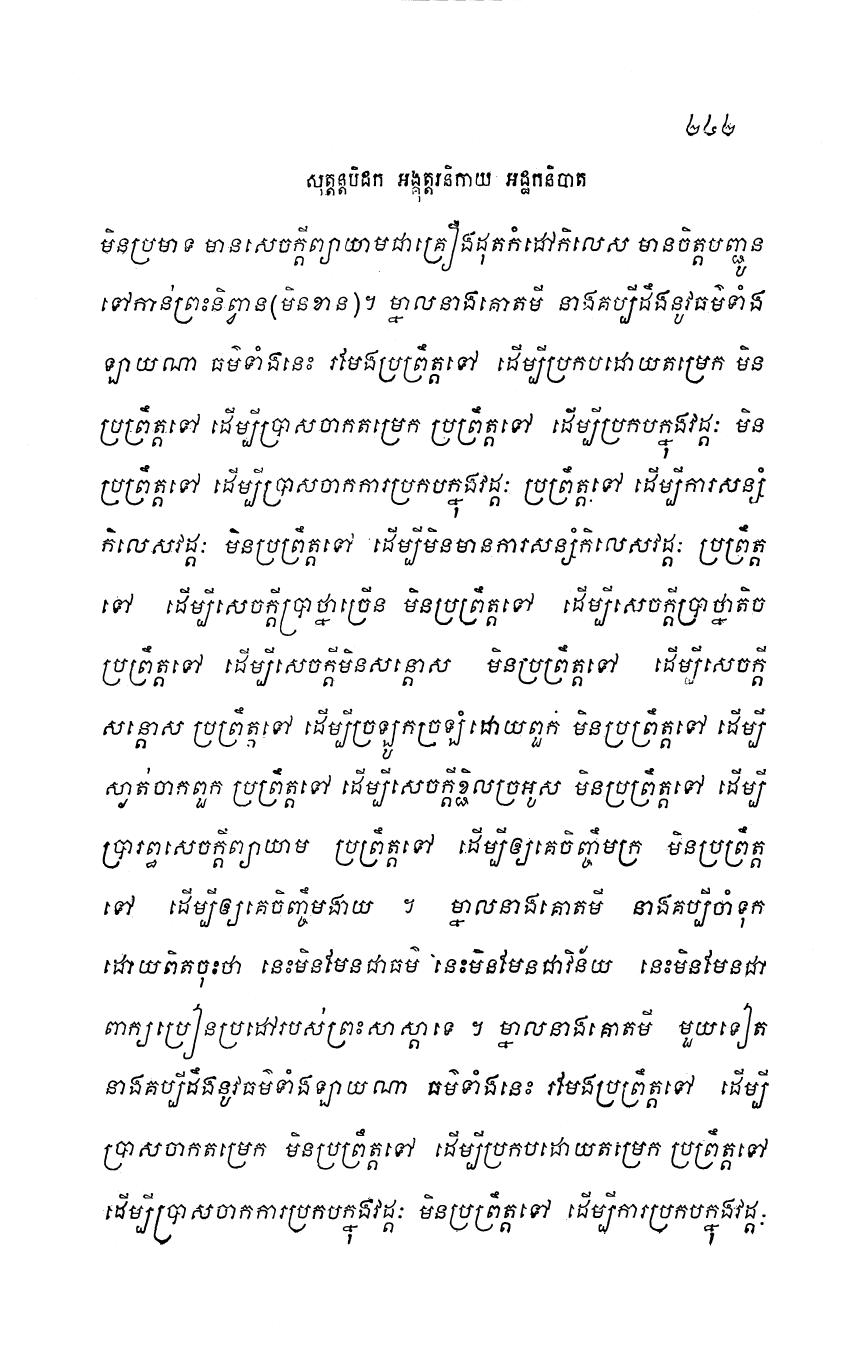 ២៤២
សុត្តន្តបិដក អង្គុត្តរនិកាយ អដ្ឋកនិបាត
មិនប្រមាទ មានសេចក្តីព្យាយាមជាគ្រឿងដុតកំដៅកិលេស មានចិត្តបញ្ជូន
ទៅកាន់ព្រះនិព្វាន(មិនខាន)។ ម្នាលនាងគោតមី នាងគប្បីដឹងនូវធម៌ទាំង
ឡាយណា ធម៌ទាំងនេះ រមែងប្រព្រឹត្តទៅ ដើម្បីប្រកបដោយតម្រេក មិន
ប្រព្រឹត្តទៅ ដើម្បីប្រាសចាកតម្រេក ប្រព្រឹត្តទៅ ដើម្បីប្រកបក្នុងវដ្តៈ មិន
ប្រព្រឹត្តទៅ ដើម្បីប្រាសចាកការប្រកបក្នុងវដ្តៈ ប្រព្រឹត្តទៅ ដើម្បីការសន្សំ
កិលេសវដ្តៈ មិនប្រព្រឹត្តទៅ ដើម្បីមិនមានការសន្សំកិលេសវដ្តៈ ប្រព្រឹត្ត
ទៅ ដើម្បីសេចក្តីប្រាថ្នាច្រើន មិនប្រព្រឹត្តទៅ ដើម្បីសេចក្តីប្រាថ្នាតិច
ប្រព្រឹត្តទៅ ដើម្បីសេចក្តីមិនសន្តោស មិនប្រព្រឹត្តទៅ ដើម្បីសេចក្តី
សន្តោស ប្រព្រឹត្តទៅ ដើម្បីច្រឡូកច្រឡំដោយពួក មិនប្រព្រឹត្តទៅ ដើម្បី
ស្ងាត់ចាកពួក ប្រព្រឹត្តទៅ ដើម្បីសេចក្តីខ្ជិលច្រអូស មិនប្រព្រឹត្តទៅ ដើម្បី
ប្រារព្ធសេចក្តីព្យាយាម ប្រព្រឹត្តទៅ ដើម្បីឲ្យគេចិញ្ចឹមក្រ មិនប្រព្រឹត្ត
ទៅ ដើម្បីឲ្យគេចិញ្ចឹមងាយ ។ ម្នាលនាងគោតមី នាងគប្បីចាំទុក
ដោយពិតចុះថា នេះមិនមែនជាធម៌ នេះមិនមែនជាវិន័យ នេះមិនមែនជា
ពាក្យប្រៀនប្រដៅរបស់ព្រះសាស្តាទេ ។ ម្នាលនាងគោតមី មួយទៀត
នាងគប្បីដឹងនូវធម៌ទាំងឡាយណា ធម៌ទាំងនេះ រមែងប្រព្រឹត្តទៅ ដើម្បី
ប្រាសចាកតម្រេក មិនប្រព្រឹត្តទៅ ដើម្បីប្រកបដោយតម្រេក ប្រព្រឹត្តទៅ
ដើម្បីប្រាសចាកការប្រកបក្នុងវដ្តៈ មិនប្រព្រឹត្តទៅ ដើម្បីការប្រកបក្នុងវដ្តៈ